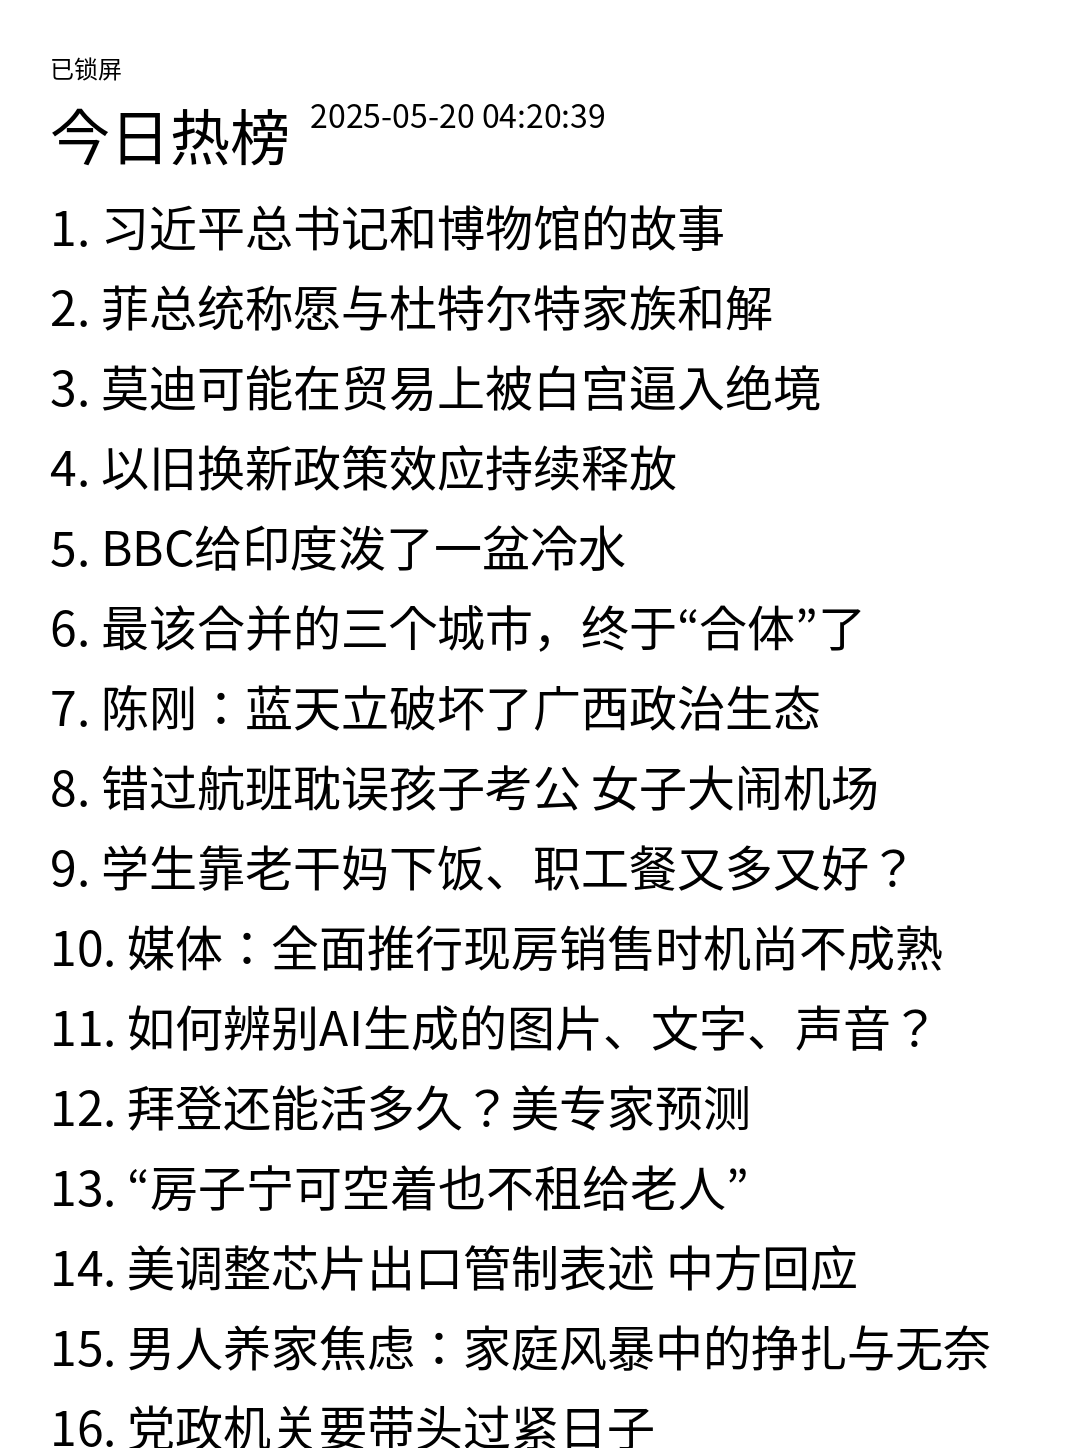 已锁屏
今日热榜 2025-05-20 04:20:39
1. 习近平总书记和博物馆的故事
2. 菲总统称愿与杜特尔特家族和解
3. 莫迪可能在贸易上被白宫逼入绝境
4. 以旧换新政策效应持续释放
5. BBC给印度泼了一盆冷水
6. 最该合并的三个城市，终于“合体”了
7. 陈刚：蓝天立破坏了广西政治生态
8. 错过航班耽误孩子考公 女子大闹机场
9. 学生靠老干妈下饭、职工餐又多又好？
10. 媒体：全面推行现房销售时机尚不成熟
11. 如何辨别AI生成的图片、文字、声音？
12. 拜登还能活多久？美专家预测
13. “房子宁可空着也不租给老人”
14. 美调整芯片出口管制表述 中方回应
15. 男人养家焦虑：家庭风暴中的挣扎与无奈
16. 党政机关要带头过紧日子